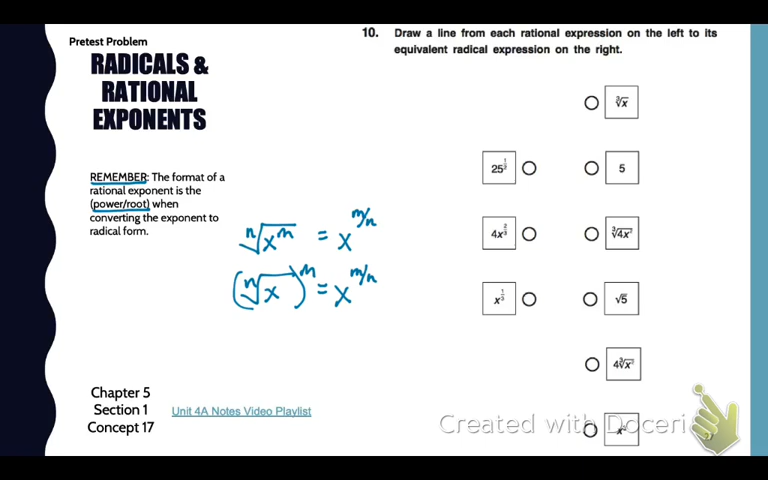 Pretest Problem
RADICALS &
RATIONAL
EXPONENTS
REMEMBER: The format of a
rational exponent is the
(power/root) when
converting the exponent to
radical form.
ⁿ√xᵐ = x^(m/n)
(ⁿ√x)ᵐ = x^(m/n)
Chapter 5
Section 1
Concept 17
Unit 4A Notes Video Playlist
10. Draw a line from each rational expression on the left to its
equivalent radical expression on the right.
∛x
25^(1/2) 5
4x^(2/3) ∛4x²
x^(1/3) √5
4∛x²
Created with Doceri